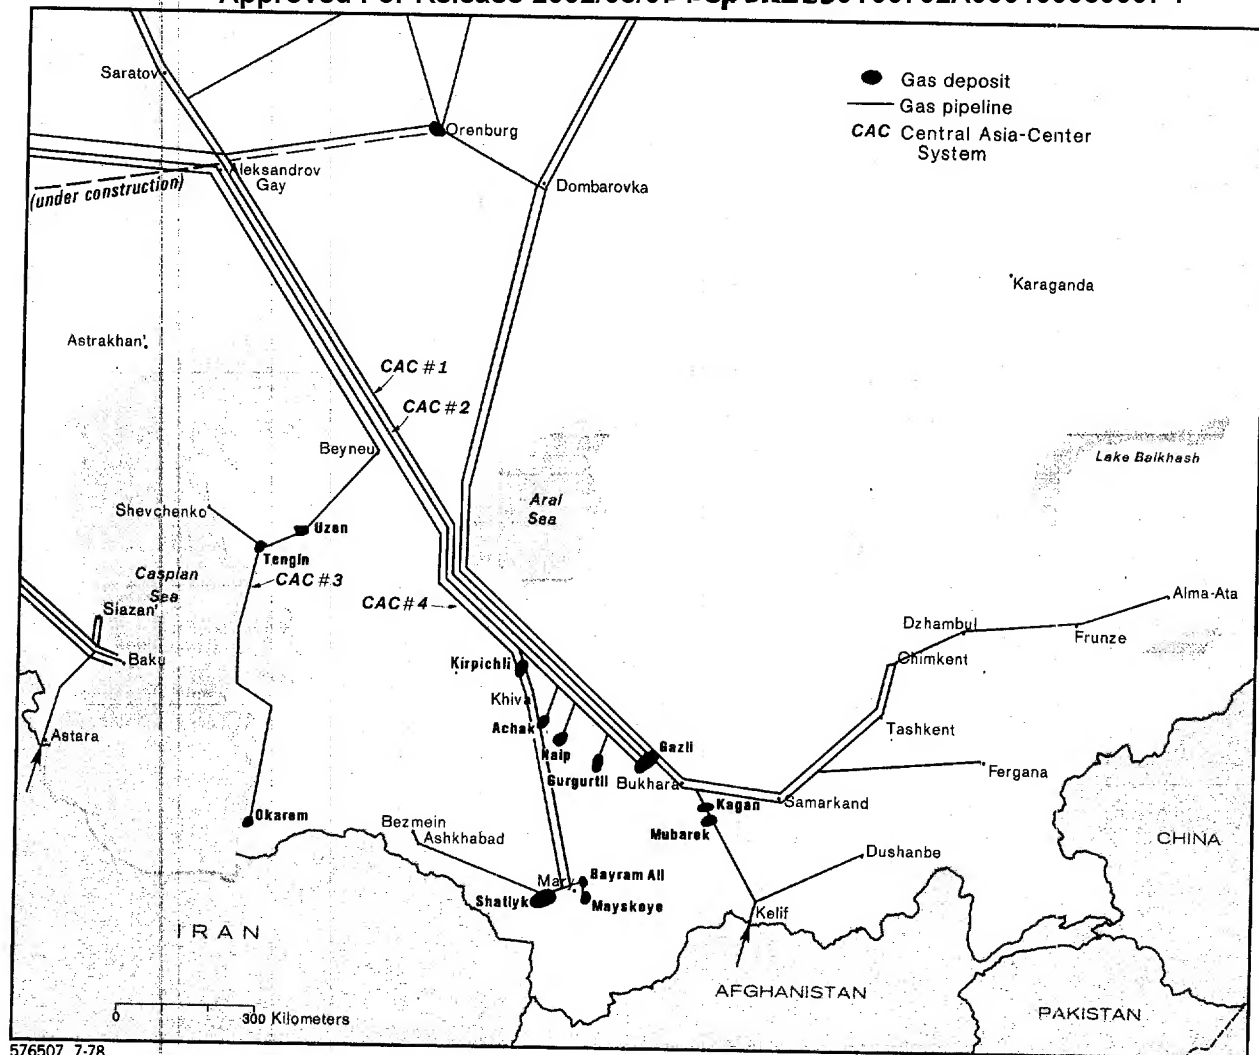 Approved For Release 2002/05/0
Saratov
Gas deposit
Gas pipeline
CAC Central Asia-Center
System
Orenburg
Aleksandrov
Gay
(under construction)
Dombarovka
Karaganda
Astrakhan'
CAC #1
CAC #2
Beyneu
Lake Balkhash
Aral
Sea
Shevchenko
Uzen
Tengin
Caspian
Sea
CAC #3
CAC #4
Siazan'
Baku
Alma-Ata
Dzhambul
Frunze
Chimkent
Kirpichli
Khiva
Achak
Naip
Gurgurtli
Gazli
Bukhara
Tashkent
Fergana
Astara
Samarkand
Kagan
Mubarek
Okarem
Bezmein
Ashkhabad
Dushanbe
CHINA
Mary
Bayram Ali
Shatlyk
Mayskoye
Kelif
IRAN
AFGHANISTAN
PAKISTAN
0 300 Kilometers
576507 7-78